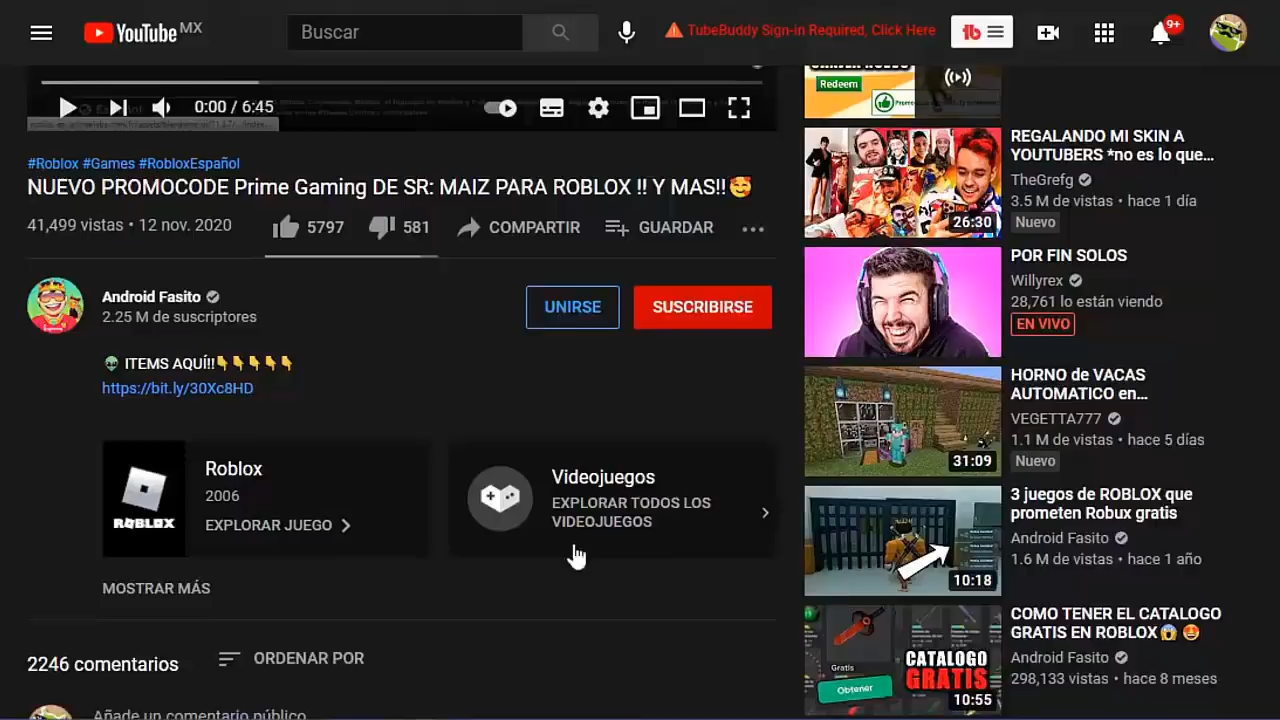 YouTube MX
Buscar
TubeBuddy Sign-in Required, Click Here
tb
9+
0:00 / 6:45
#Roblox #Games #RobloxEspañol
NUEVO PROMOCODE Prime Gaming DE SR: MAIZ PARA ROBLOX !! Y MAS!!🥰
41,499 vistas • 12 nov. 2020
5797
581
COMPARTIR
GUARDAR
Android Fasito
2.25 M de suscriptores
UNIRSE
SUSCRIBIRSE
👽 ITEMS AQUÍ!!👇👇👇👇👇
https://bit.ly/30Xc8HD
ROBLOX
Roblox
2006
EXPLORAR JUEGO
Videojuegos
EXPLORAR TODOS LOS
VIDEOJUEGOS
MOSTRAR MÁS
2246 comentarios
ORDENAR POR
Añade un comentario público
Redeem
26:30
REGALANDO MI SKIN A
YOUTUBERS *no es lo que...
TheGrefg
3.5 M de vistas • hace 1 día
Nuevo
POR FIN SOLOS
Willyrex
28,761 lo están viendo
EN VIVO
31:09
HORNO de VACAS
AUTOMATICO en...
VEGETTA777
1.1 M de vistas • hace 5 días
Nuevo
10:18
3 juegos de ROBLOX que
prometen Robux gratis
Android Fasito
1.6 M de vistas • hace 1 año
Gratis
Obtener
CATALOGO
GRATIS
10:55
COMO TENER EL CATALOGO
GRATIS EN ROBLOX😱🤩
Android Fasito
298,133 vistas • hace 8 meses